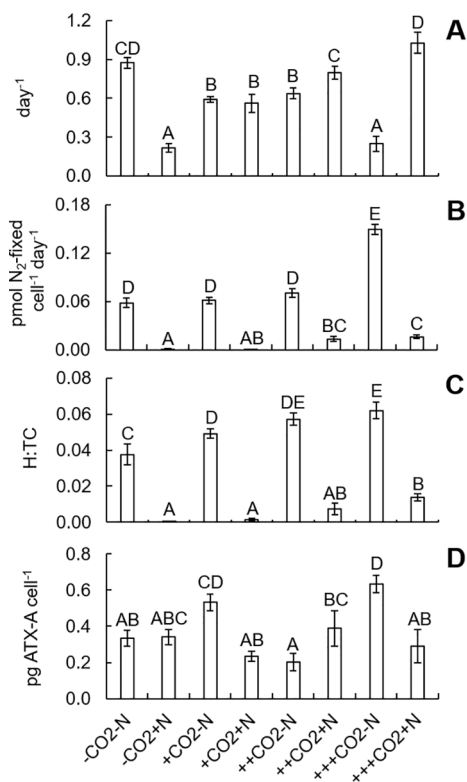 1.2 CD D A
0.9 C
day⁻¹ 0.6 B B B
0.3 A A
0.0
0.18 E B
pmol N₂-fixed
cell⁻¹ day⁻¹
0.12
0.06 D D D
0.00 A AB BC C
0.08 C
0.06 DE E
H:TC 0.04 C D
0.02 A A AB B
0.00
0.8 D D
0.6 CD
pg ATX-A cell⁻¹ 0.4 AB ABC BC
0.2 AB A AB
0.0
-CO2-N
-CO2+N
+CO2-N
+CO2+N
++CO2-N
++CO2+N
+++CO2-N
+++CO2+N